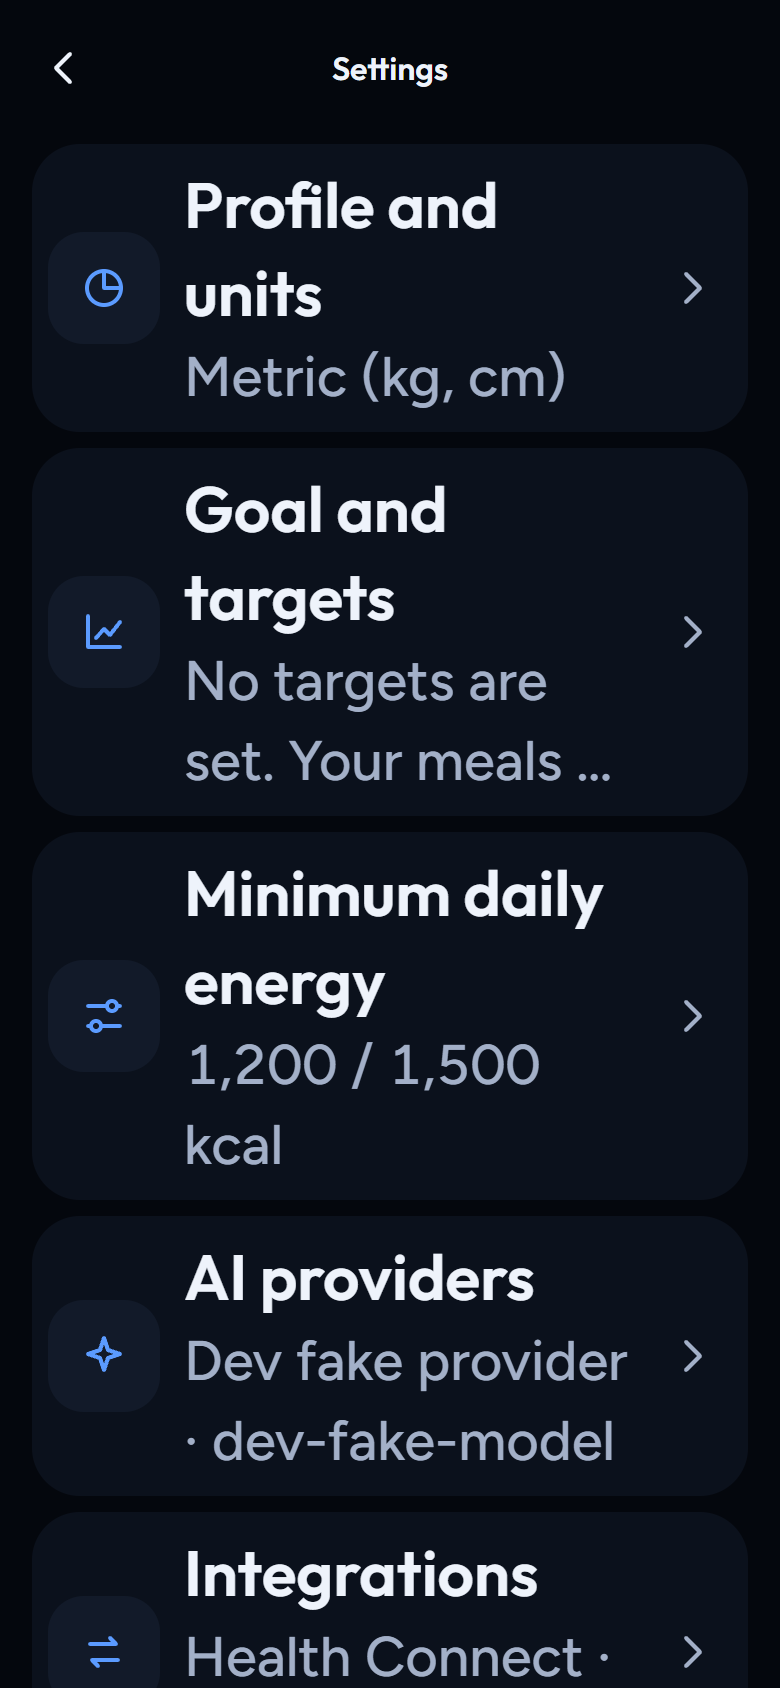 Settings
Profile and
units
Metric (kg, cm)
Goal and
targets
No targets are
set. Your meals ...
Minimum daily
energy
1,200 / 1,500
kcal
AI providers
Dev fake provider
· dev-fake-model
Integrations
Health Connect ·